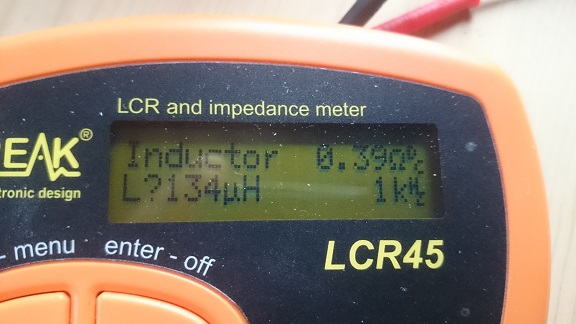 LCR and impedance meter
EAK®
tronic design
Inductor 0.39Ω
L?134µH 1k
menu enter - off
LCR45